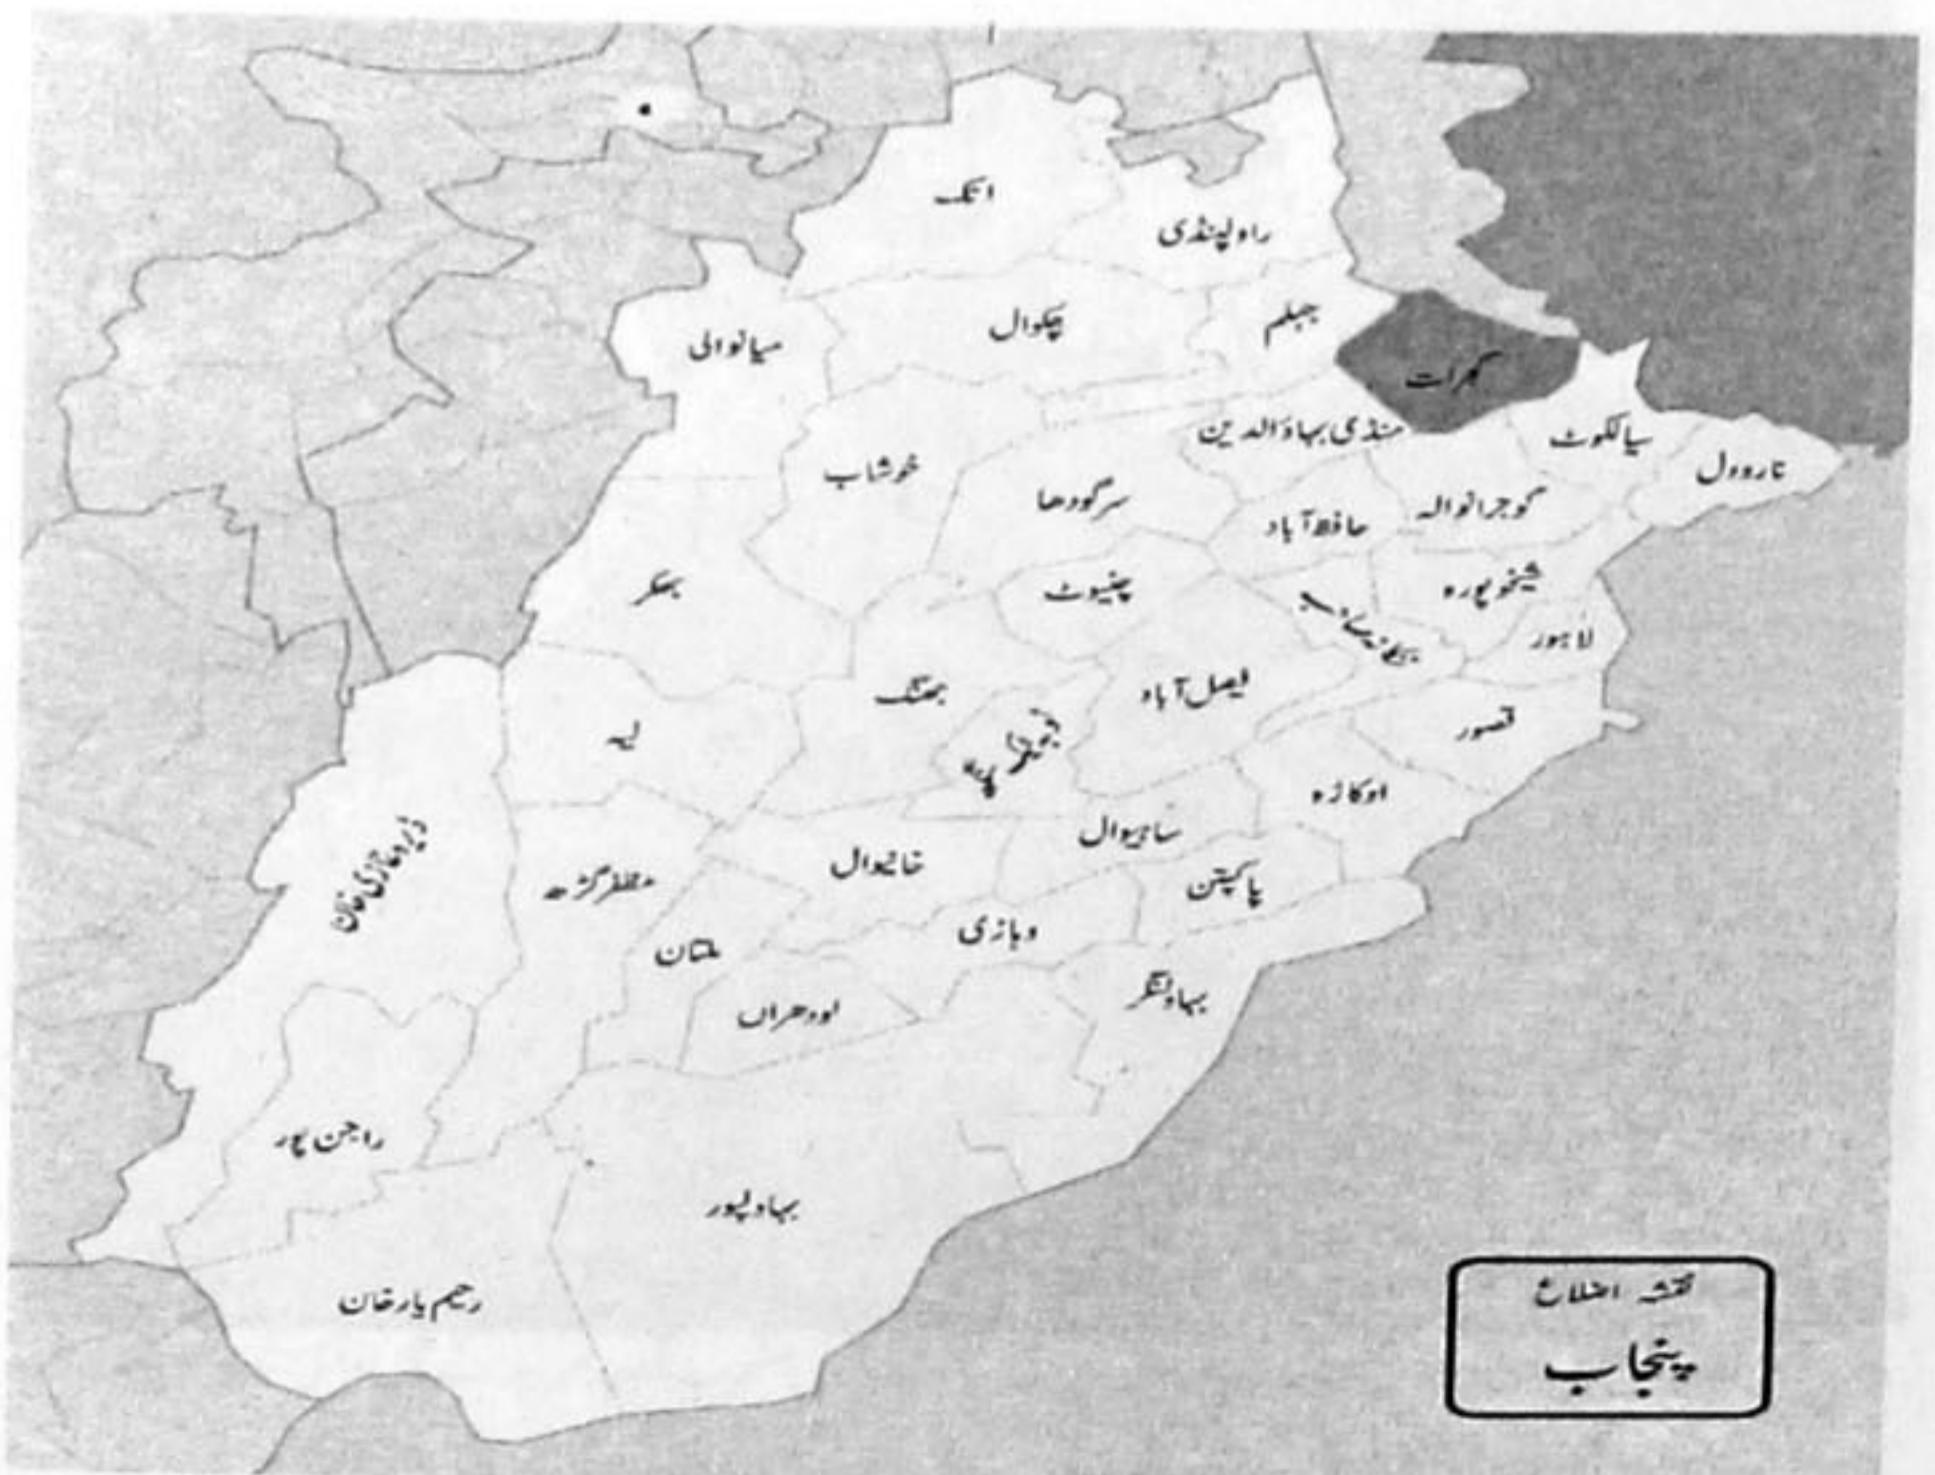 اٹک
راولپنڈی
چکوال
جہلم
میانوالی
گجرات
منڈی بہاؤالدین
سیالکوٹ
نارووال
خوشاب
سرگودھا
حافظ آباد
گوجرانوالہ
بھکر
چنیوٹ
شیخوپورہ
ننکانہ صاحب
لاہور
جھنگ
فیصل آباد
لیہ
ٹوبہ ٹیک سنگھ
قصور
اوکاڑہ
ڈیرہ غازی خان
مظفر گڑھ
خانیوال
ساہیوال
پاکپتن
ملتان
وہاڑی
بہاولنگر
لودھراں
راجن پور
بہاولپور
رحیم یار خان
نقشہ اضلاع
پنجاب